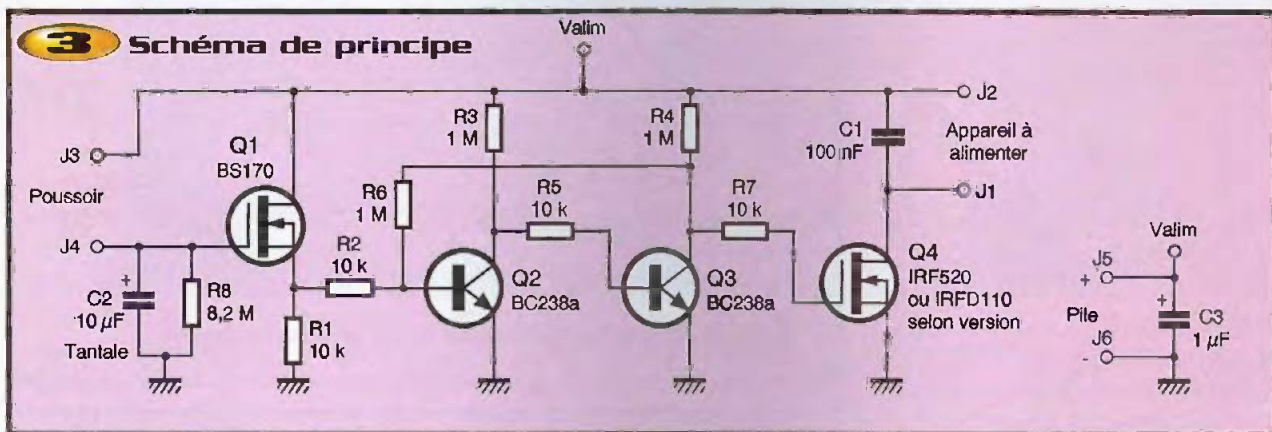 3 Schéma de principe
Valim
J3
Poussoir
J4
C2
10 µF
Tantale
+
R8
8,2 M
Q1
BS170
R1
10 k
R2
10 k
R6
1 M
R3
1 M
Q2
BC238a
R5
10 k
R4
1 M
Q3
BC238a
R7
10 k
C1
100 nF
Q4
IRF520
ou IRFD110
selon version
J2
Appareil à
alimenter
J1
Valim
J5
+
Pile
J6
-
+
C3
1 µF